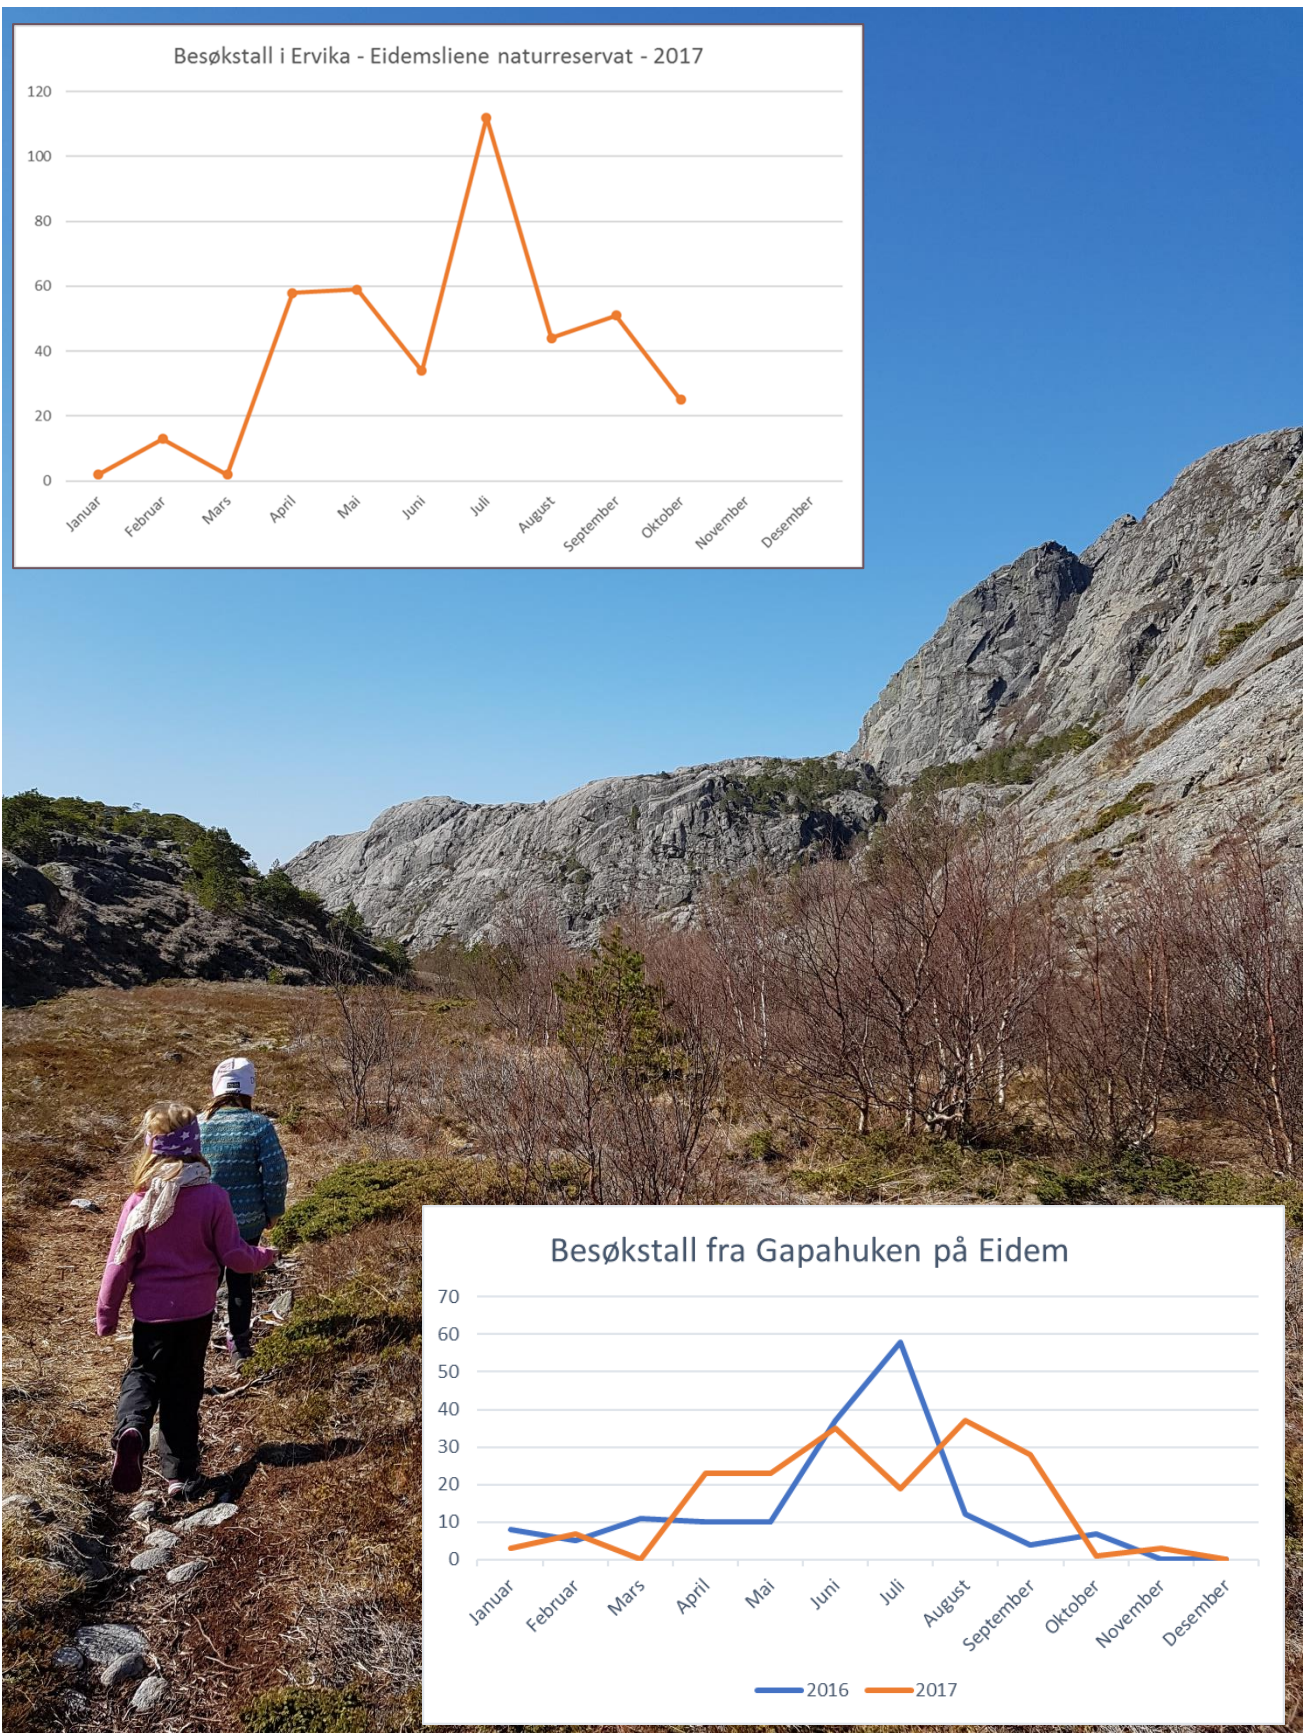 Besøkstall i Ervika - Eidemsliene naturreservat - 2017
120
100
80
60
40
20
0
Januar
Februar
Mars
April
Mai
Juni
Juli
August
September
Oktober
November
Desember
Besøkstall fra Gapahuken på Eidem
70
60
50
40
30
20
10
0
Januar
Februar
Mars
April
Mai
Juni
Juli
August
September
Oktober
November
Desember
2016
2017